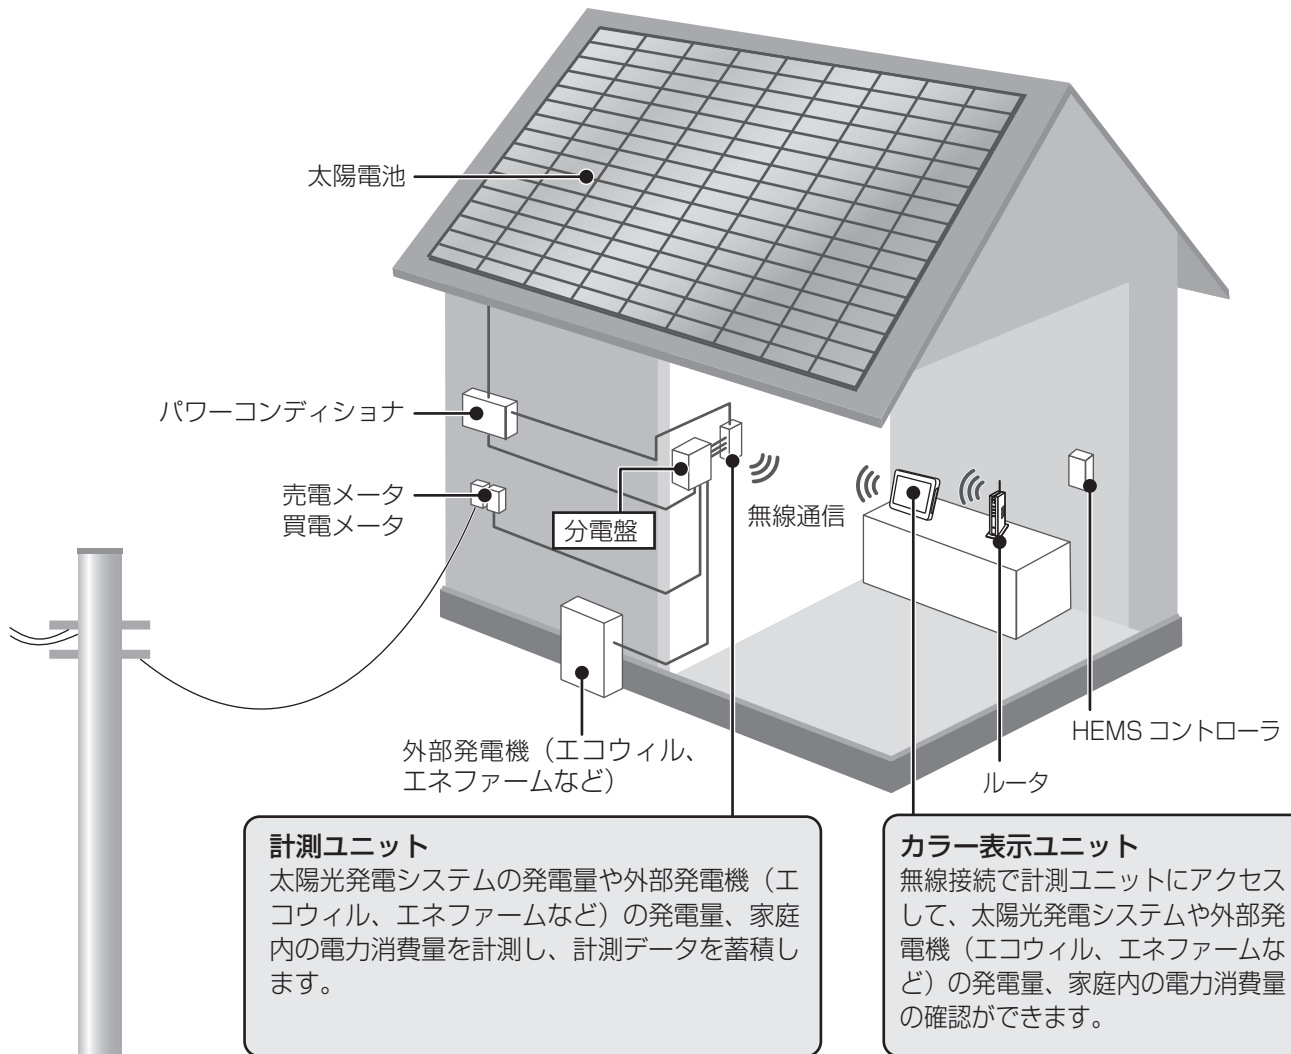 太陽電池
パワーコンディショナ
売電メータ
買電メータ
分電盤
無線通信
HEMS コントローラ
ルータ
外部発電機（エコウィル、
エネファームなど）
計測ユニット
太陽光発電システムの発電量や外部発電機（エ
コウィル、エネファームなど）の発電量、家庭
内の電力消費量を計測し、計測データを蓄積し
ます。
カラー表示ユニット
無線接続で計測ユニットにアクセス
して、太陽光発電システムや外部発
電機（エコウィル、エネファームな
ど）の発電量、家庭内の電力消費量
の確認ができます。